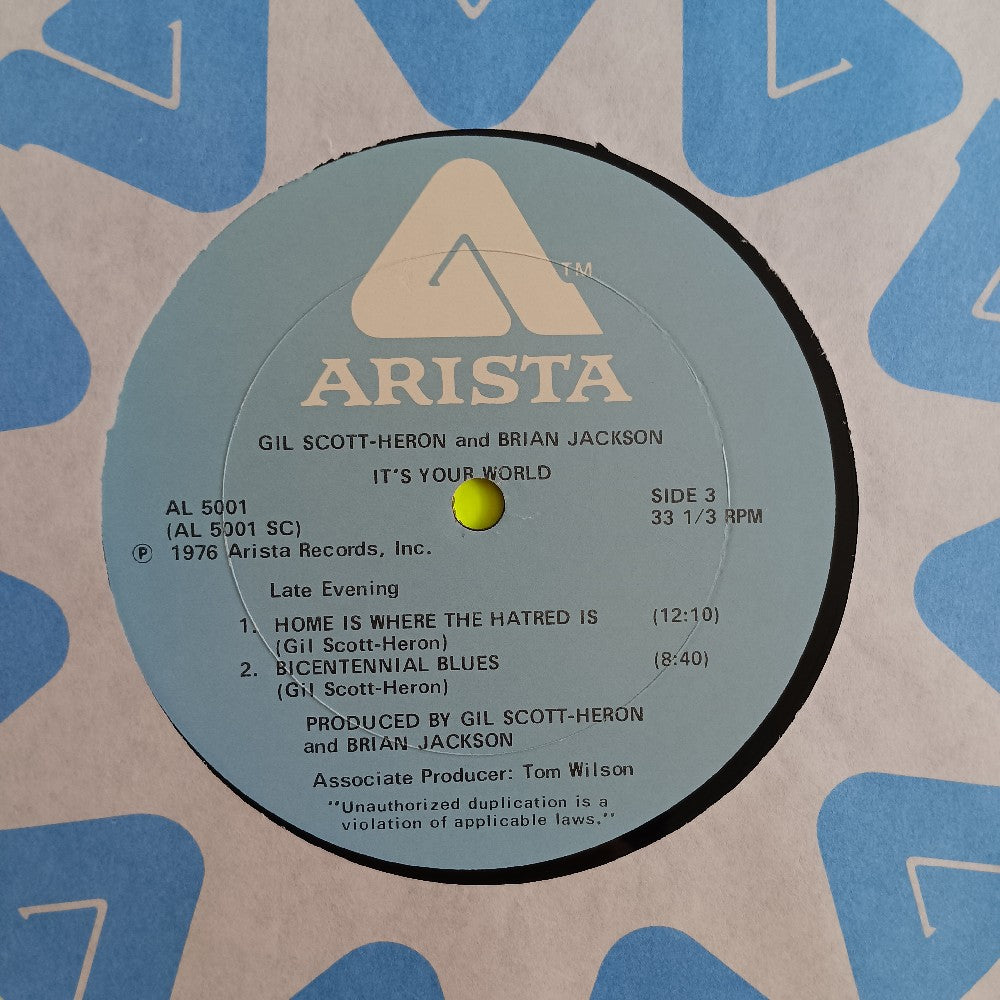 TM
ARISTA
GIL SCOTT-HERON and BRIAN JACKSON
IT'S YOUR WORLD
AL 5001
(AL 5001 SC)
℗ 1976 Arista Records, Inc.
SIDE 3
33 1/3 RPM
Late Evening
1. HOME IS WHERE THE HATRED IS (12:10)
(Gil Scott-Heron)
2. BICENTENNIAL BLUES (8:40)
(Gil Scott-Heron)
PRODUCED BY GIL SCOTT-HERON
and BRIAN JACKSON
Associate Producer: Tom Wilson
"Unauthorized duplication is a
violation of applicable laws."